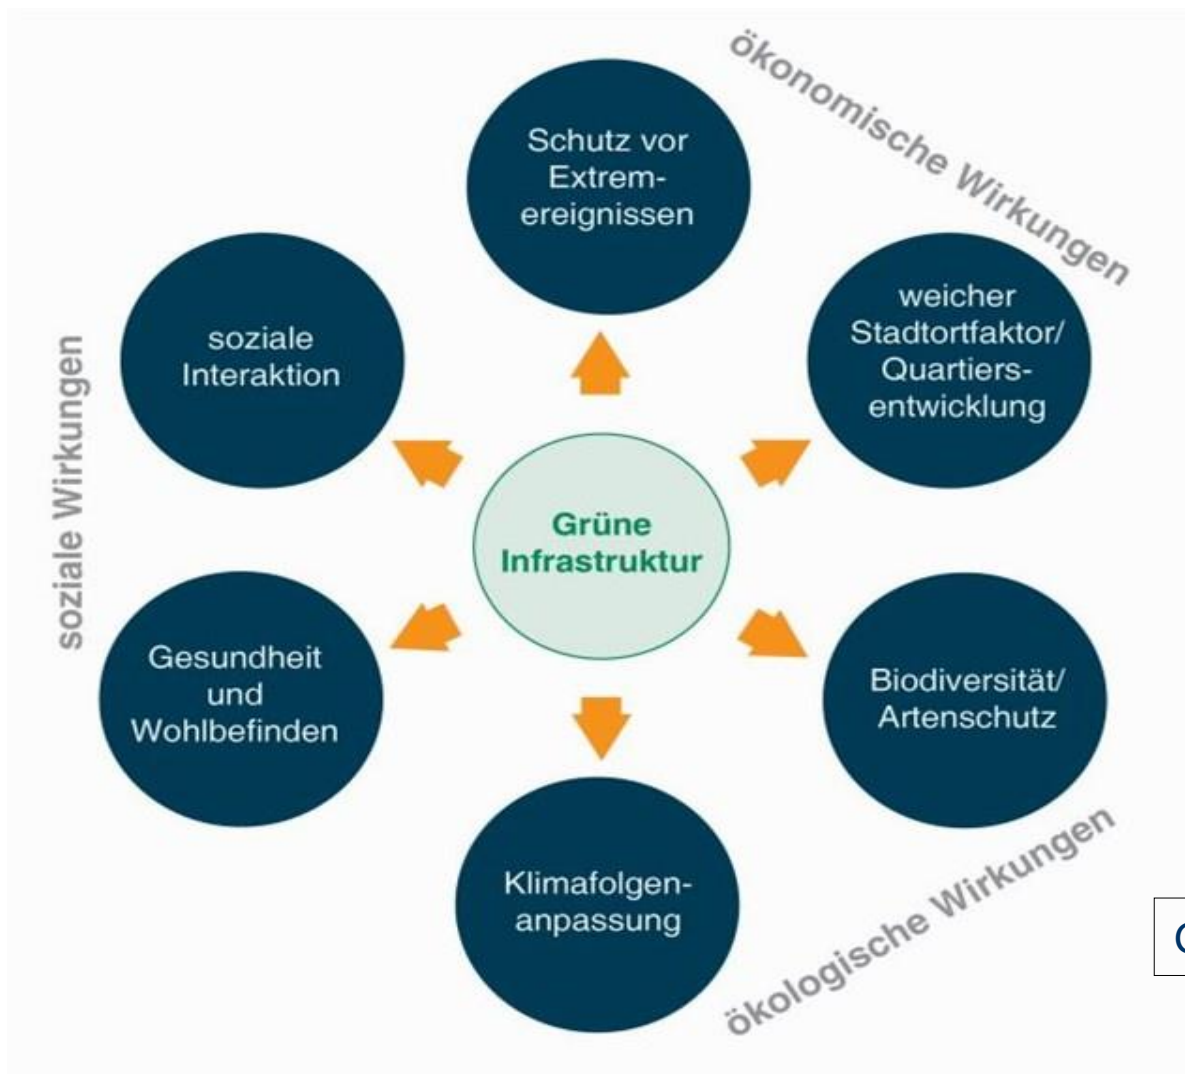 ökonomische Wirkungen
Schutz vor
Extrem-
ereignissen
weicher
Stadtortfaktor/
Quartiers-
entwicklung
soziale
Interaktion
soziale Wirkungen
Grüne
Infrastruktur
Gesundheit
und
Wohlbefinden
Biodiversität/
Artenschutz
Klimafolgen-
anpassung
ökologische Wirkungen